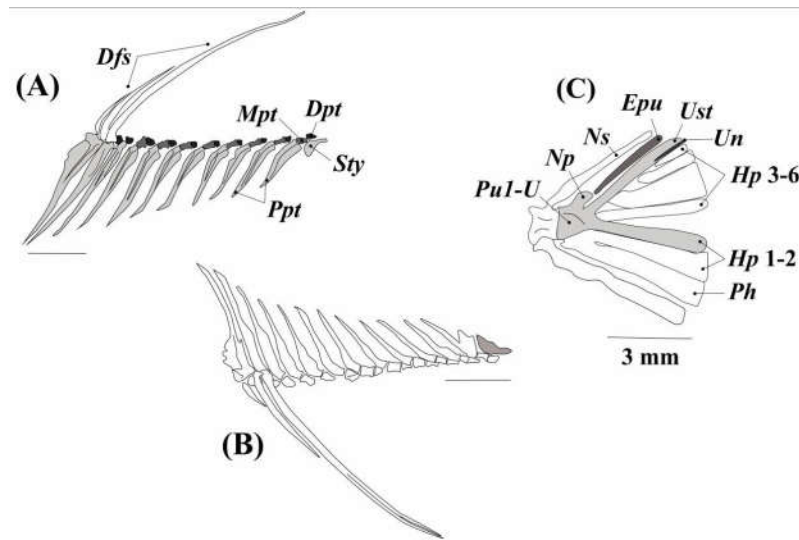 (A)
Dfs
Mpt
Dpt
Sty
Ppt
(B)
(C)
Epu
Ust
Un
Ns
Np
Hp 3-6
Pu1-U
Hp 1-2
Ph
3 mm